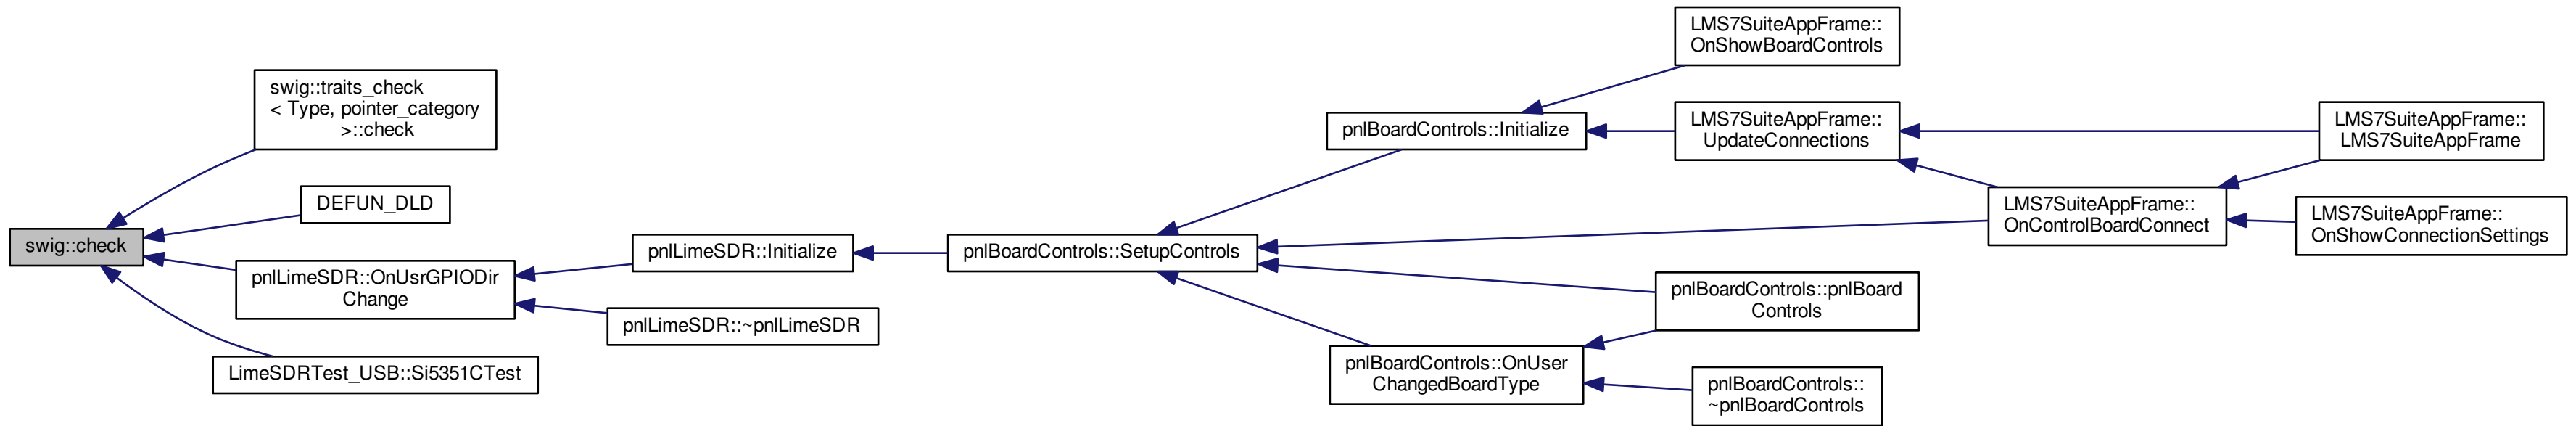 swig::check
swig::traits_check
< Type, pointer_category
>::check
DEFUN_DLD
pnlLimeSDR::OnUsrGPIODir
Change
LimeSDRTest_USB::Si5351CTest
pnlLimeSDR::Initialize
pnlLimeSDR::~pnlLimeSDR
pnlBoardControls::SetupControls
pnlBoardControls::Initialize
LMS7SuiteAppFrame::
OnShowBoardControls
LMS7SuiteAppFrame::
UpdateConnections
LMS7SuiteAppFrame::
LMS7SuiteAppFrame
LMS7SuiteAppFrame::
OnControlBoardConnect
LMS7SuiteAppFrame::
OnShowConnectionSettings
pnlBoardControls::pnlBoard
Controls
pnlBoardControls::OnUser
ChangedBoardType
pnlBoardControls::
~pnlBoardControls